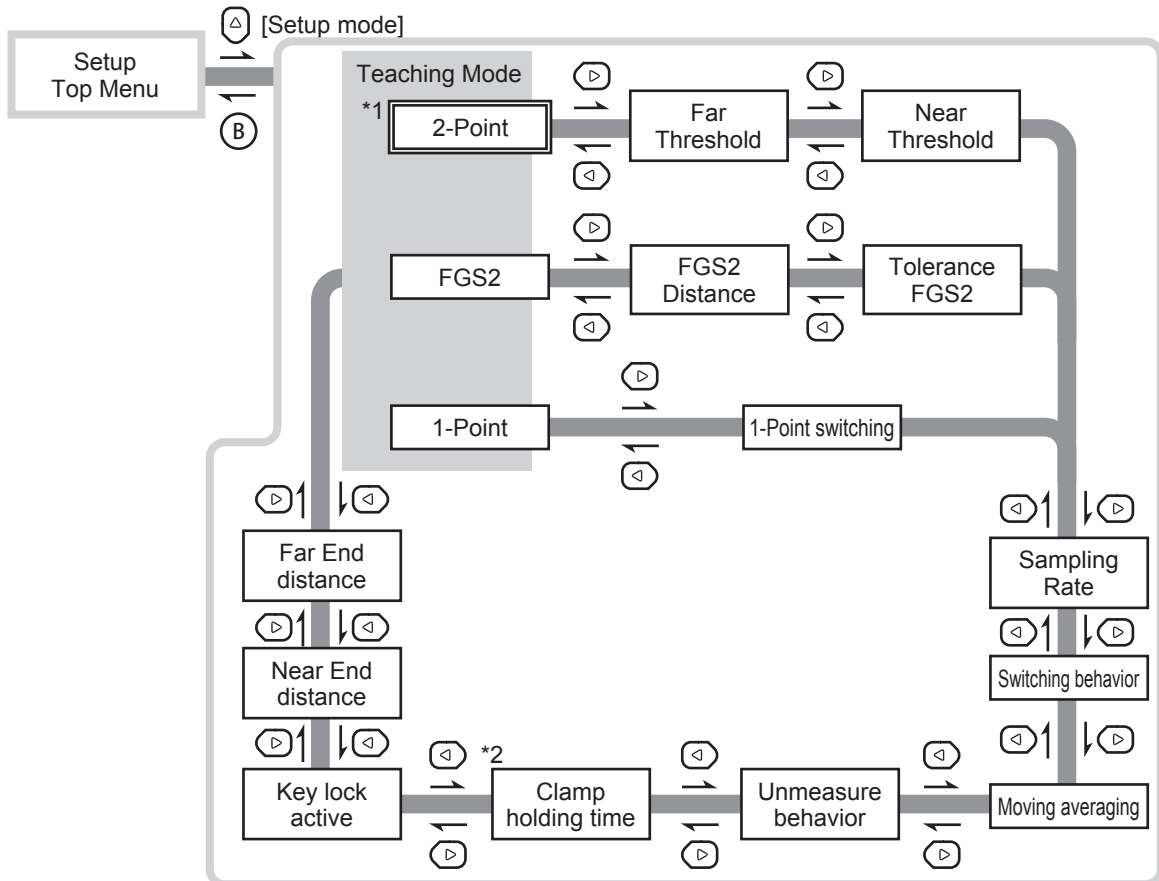 [Setup mode]
Setup
Top Menu
B
Teaching Mode
*1
2-Point
Far
Threshold
Near
Threshold
FGS2
FGS2
Distance
Tolerance
FGS2
1-Point
1-Point switching
Far End
distance
Sampling
Rate
Near End
distance
Switching behavior
*2
Key lock
active
Clamp
holding time
Unmeasure
behavior
Moving averaging